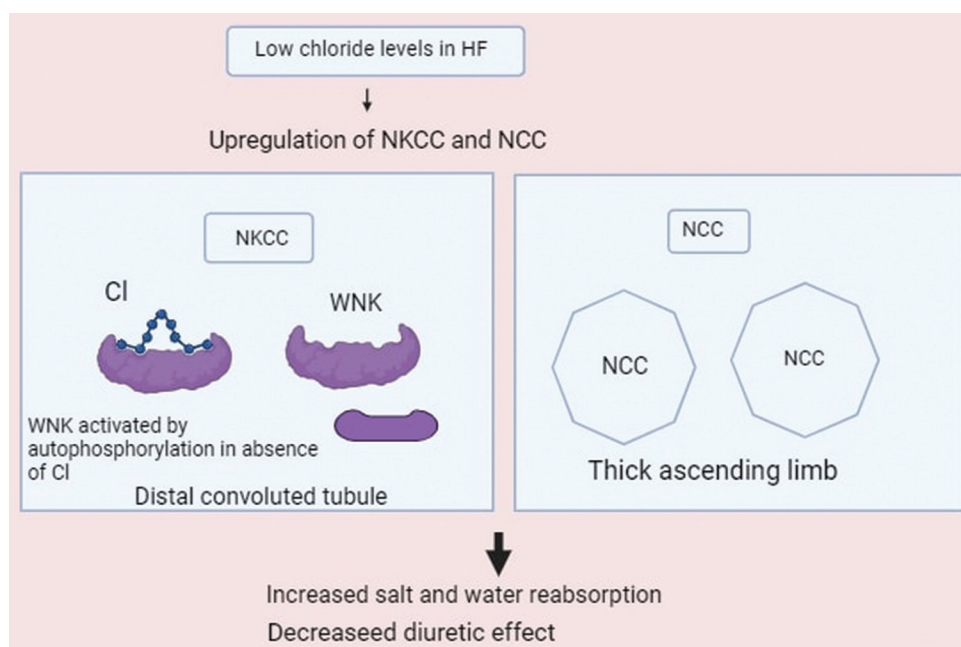 Low chloride levels in HF
Upregulation of NKCC and NCC
NKCC
Cl
WNK
WNK activated by
autophosphorylation in absence
of Cl
Distal convoluted tubule
NCC
NCC
NCC
Thick ascending limb
Increased salt and water reabsorption
Decreaseed diuretic effect